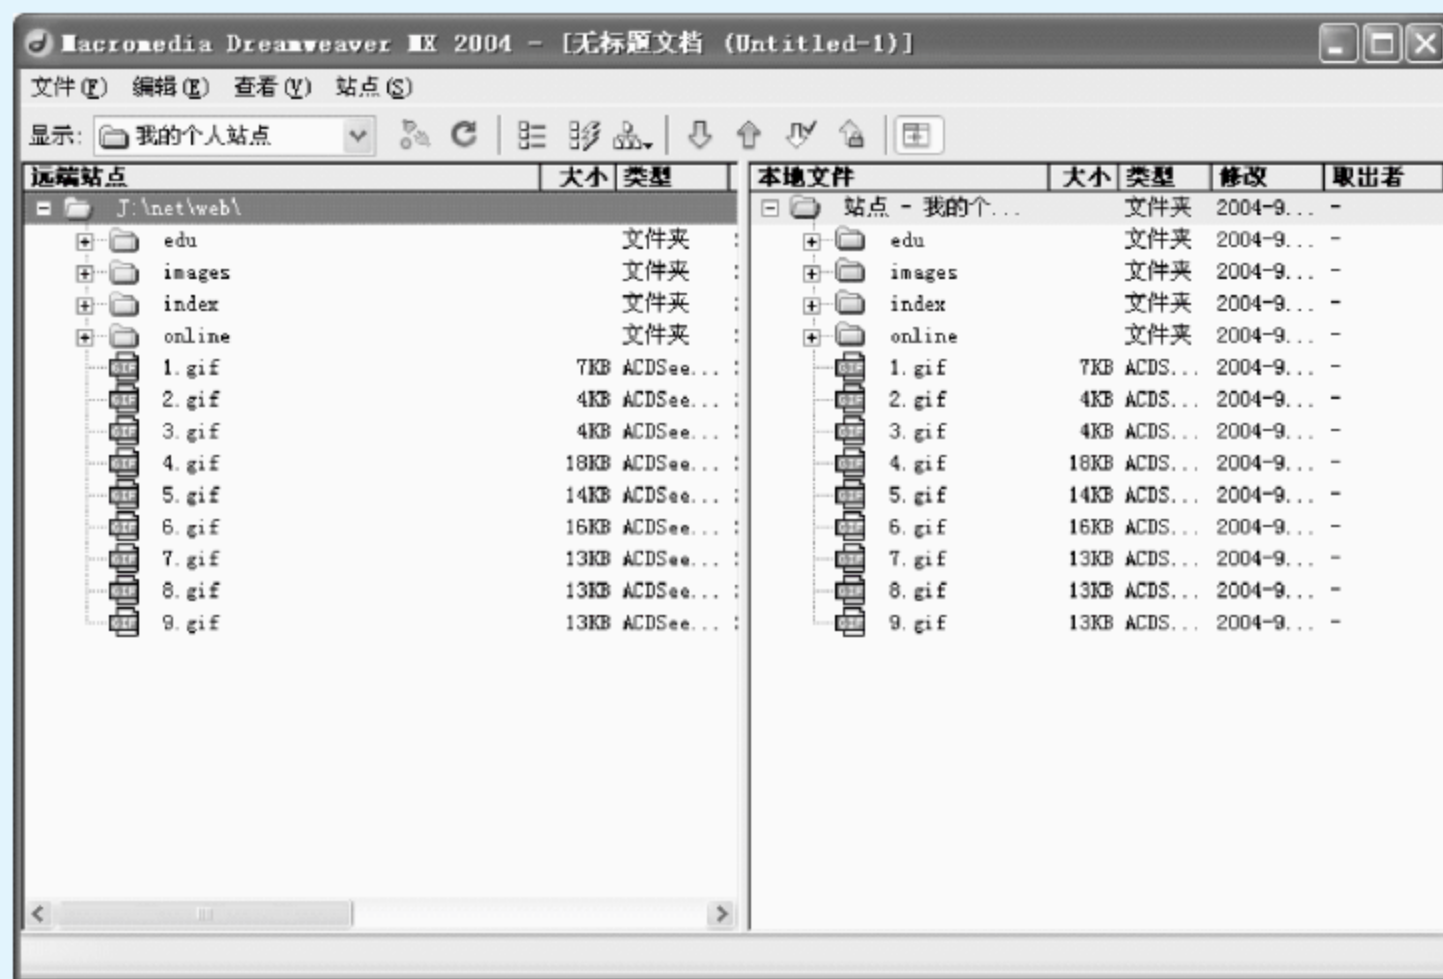 Macromedia Dreamweaver MX 2004 - [无标题文档 (Untitled-1)]
文件(F) 编辑(E) 查看(V) 站点(S)
显示: 我的个人站点
远端站点 大小 类型
J:\net\web\
edu 文件夹
images 文件夹
index 文件夹
online 文件夹
1.gif 7KB ACDSee...
2.gif 4KB ACDSee...
3.gif 4KB ACDSee...
4.gif 18KB ACDSee...
5.gif 14KB ACDSee...
6.gif 16KB ACDSee...
7.gif 13KB ACDSee...
8.gif 13KB ACDSee...
9.gif 13KB ACDSee...
本地文件 大小 类型 修改 取出者
站点 - 我的个... 文件夹 2004-9... -
edu 文件夹 2004-9... -
images 文件夹 2004-9... -
index 文件夹 2004-9... -
online 文件夹 2004-9... -
1.gif 7KB ACDS... 2004-9... -
2.gif 4KB ACDS... 2004-9... -
3.gif 4KB ACDS... 2004-9... -
4.gif 18KB ACDS... 2004-9... -
5.gif 14KB ACDS... 2004-9... -
6.gif 16KB ACDS... 2004-9... -
7.gif 13KB ACDS... 2004-9... -
8.gif 13KB ACDS... 2004-9... -
9.gif 13KB ACDS... 2004-9... -